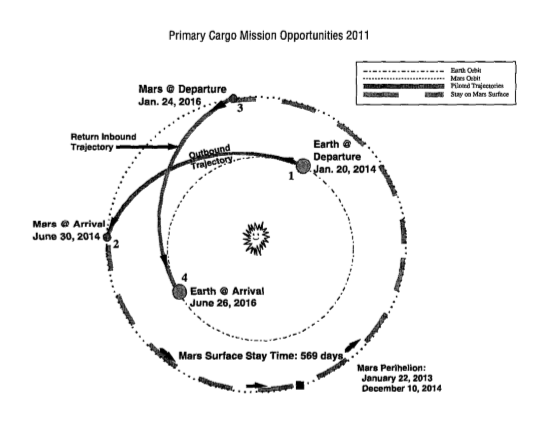 Primary Cargo Mission Opportunities 2011
Earth Orbit
Mars Orbit
Piloted Trajectories
Stay on Mars Surface
Mars @ Departure
Jan. 24, 2016
3
Return Inbound
Trajectory
Outbound
Trajectory
Earth @
Departure
Jan. 20, 2014
1
Mars @ Arrival
June 30, 2014
2
4
Earth @ Arrival
June 26, 2016
Mars Surface Stay Time: 569 days
Mars Perihelion:
January 22, 2013
December 10, 2014